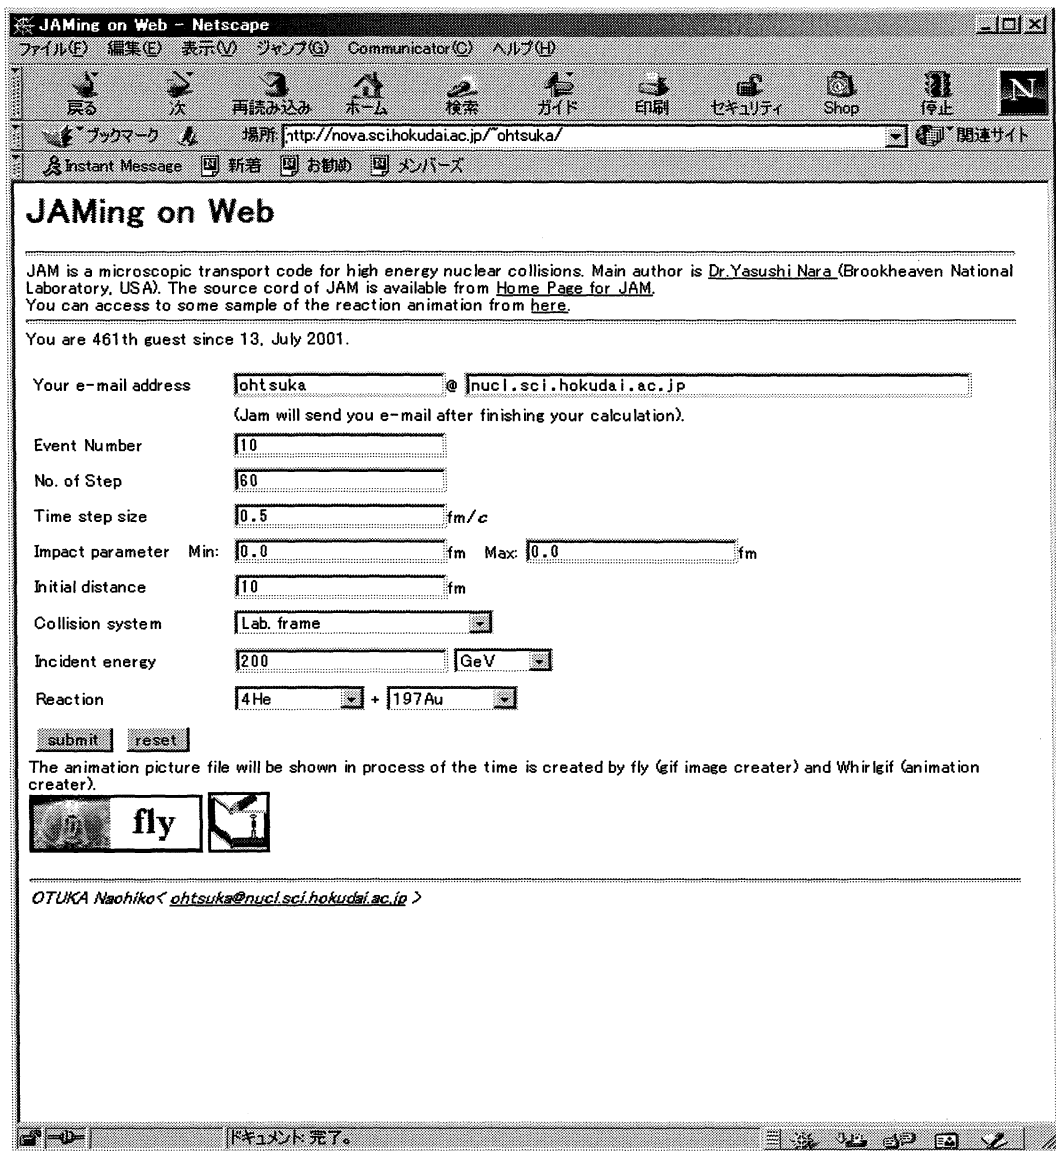 JAMing on Web - Netscape
ファイル(F) 編集(E) 表示(V) ジャンプ(G) Communicator(C) ヘルプ(H)
戻る 次 再読み込み ホーム 検索 ガイド 印刷 セキュリティ Shop 停止 N
ブックマーク 場所: http://nova.sci.hokudai.ac.jp/~ohtsuka/ 関連サイト
Instant Message 新着 お勧め メンバーズ
JAMing on Web
JAM is a microscopic transport code for high energy nuclear collisions. Main author is Dr.Yasushi Nara (Brookheaven National
Laboratory, USA). The source cord of JAM is available from Home Page for JAM.
You can access to some sample of the reaction animation from here.
You are 461th guest since 13, July 2001.
Your e-mail address ohtsuka @ nucl.sci.hokudai.ac.jp
(Jam will send you e-mail after finishing your calculation).
Event Number 10
No. of Step 60
Time step size 0.5 fm/c
Impact parameter Min: 0.0 fm Max: 0.0 fm
Initial distance 10 fm
Collision system Lab. frame
Incident energy 200 GeV
Reaction 4He + 197Au
submit reset
The animation picture file will be shown in process of the time is created by fly (gif image creater) and Whirlgif (animation
creater).
fly
OTUKA Naohiko< ohtsuka@nucl.sci.hokudai.ac.jp >
ドキュメント: 完了。